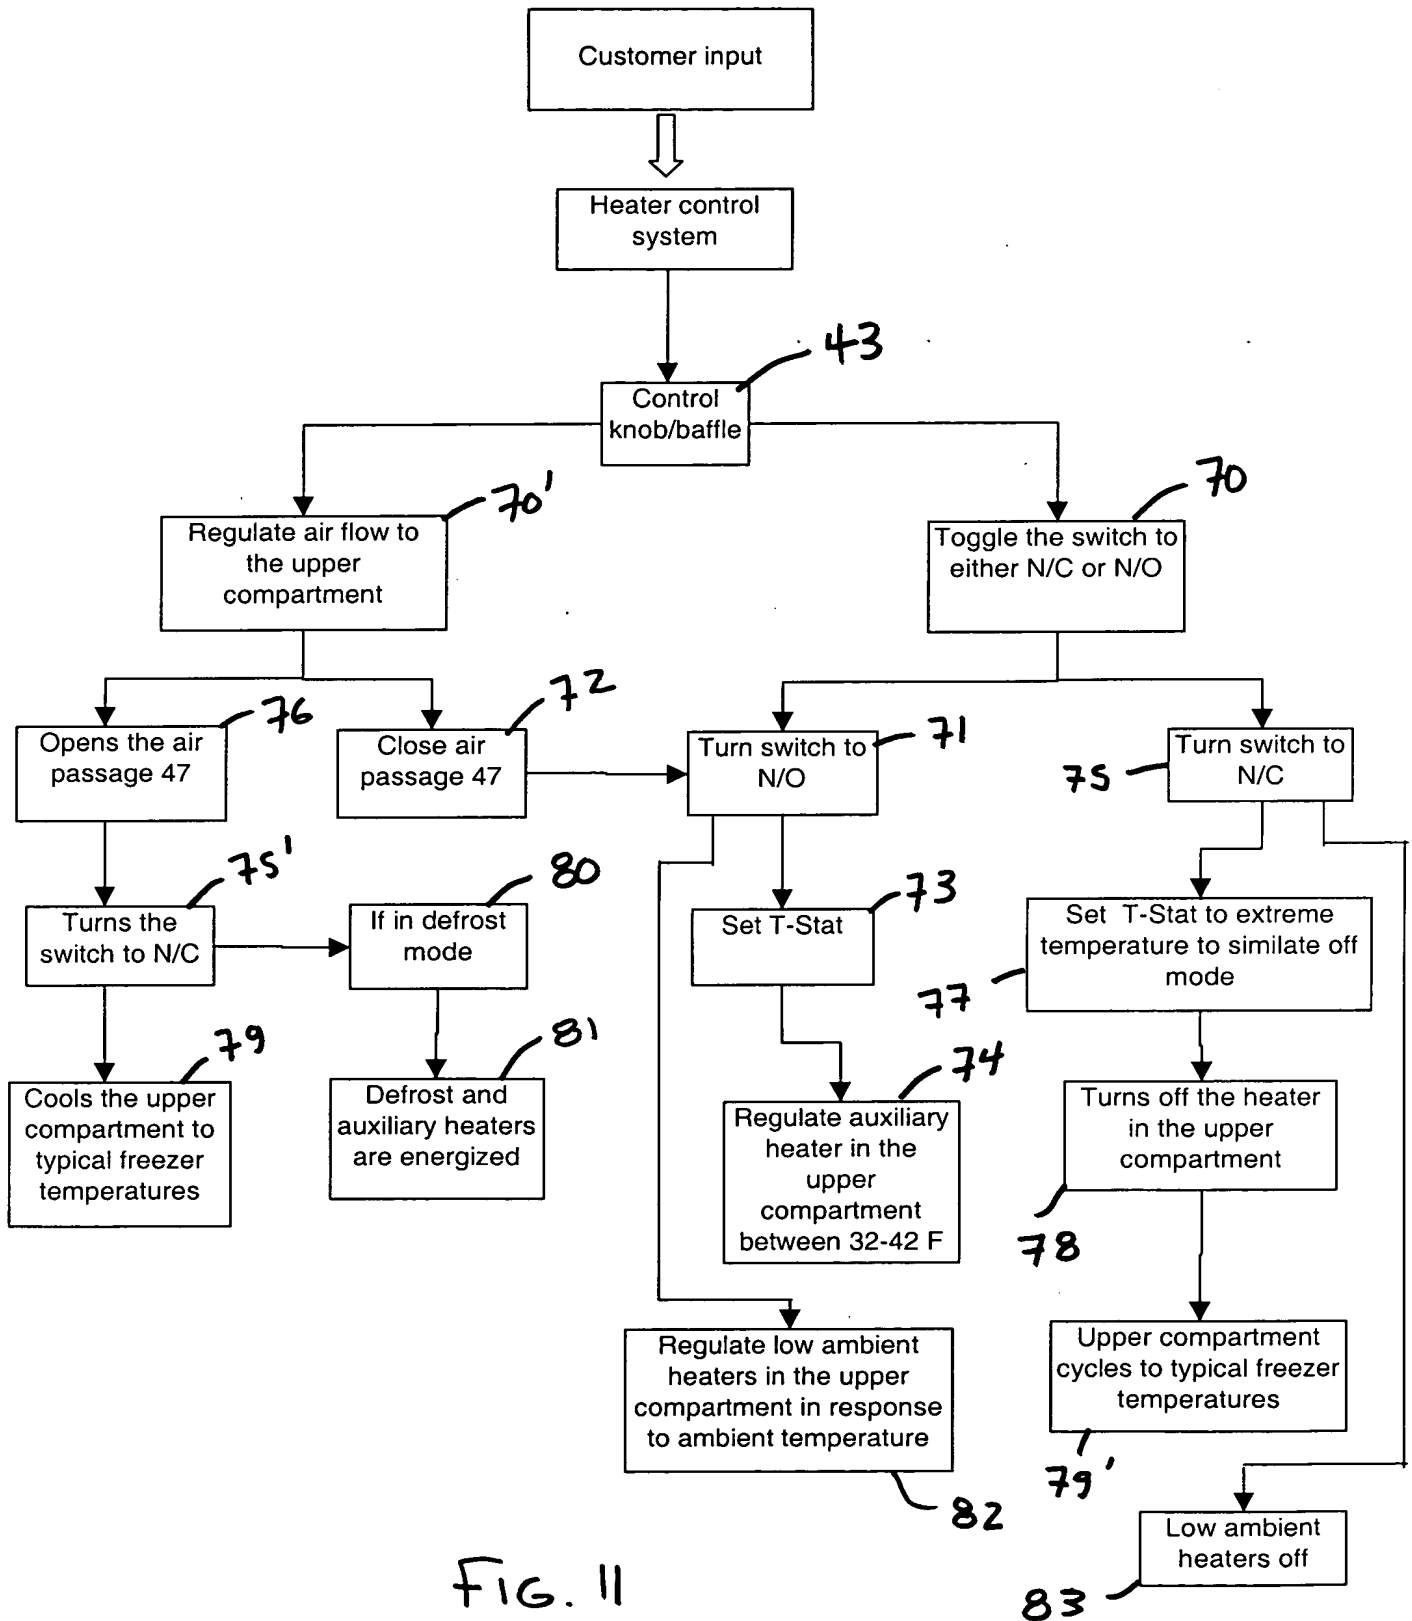 Customer input
Heater control
system
43
Control
knob/baffle
70'
Regulate air flow to
the upper
compartment
70
Toggle the switch to
either N/C or N/O
76
Opens the air
passage 47
72
Close air
passage 47
71
Turn switch to
N/O
75
Turn switch to
N/C
75'
Turns the
switch to N/C
80
If in defrost
mode
73
Set T-Stat
77
Set T-Stat to extreme
temperature to similate off
mode
79
Cools the upper
compartment to
typical freezer
temperatures
81
Defrost and
auxiliary heaters
are energized
74
Regulate auxiliary
heater in the
upper
compartment
between 32-42 F
78
Turns off the heater
in the upper
compartment
Regulate low ambient
heaters in the upper
compartment in response
to ambient temperature
82
Upper compartment
cycles to typical freezer
temperatures
79'
Low ambient
heaters off
83
FIG. 11